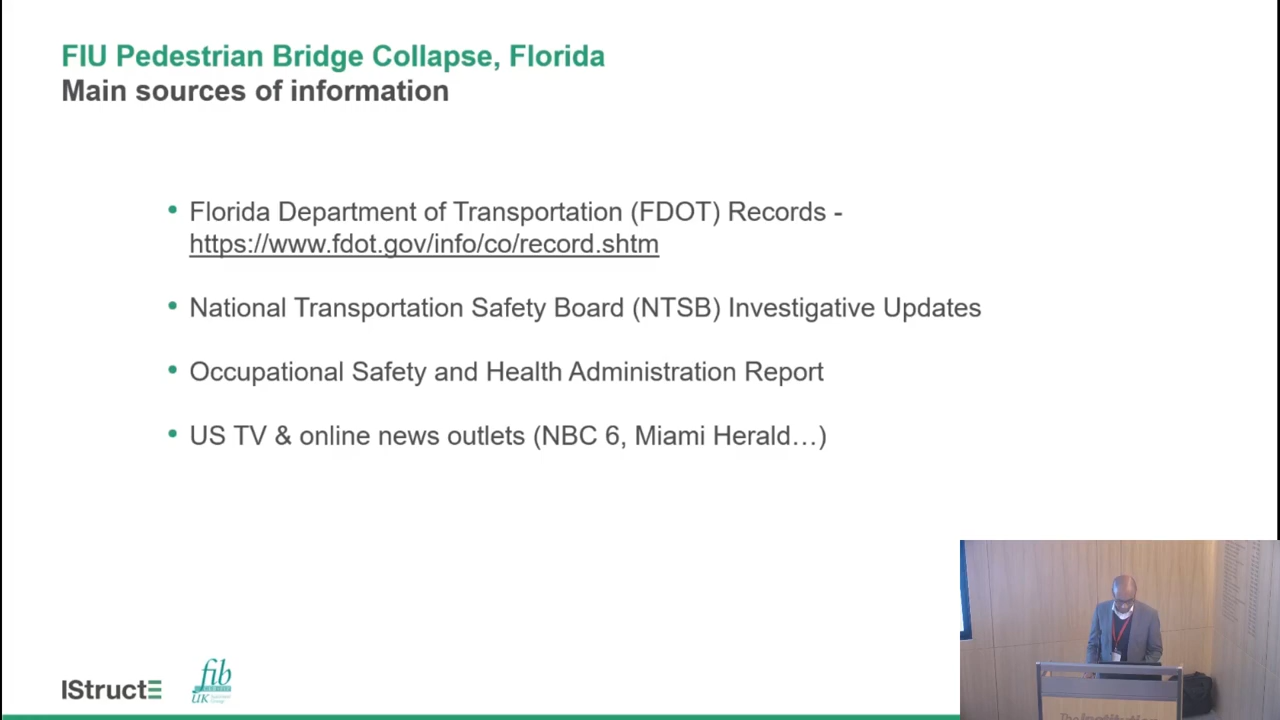 FIU Pedestrian Bridge Collapse, Florida
Main sources of information
• Florida Department of Transportation (FDOT) Records -
https://www.fdot.gov/info/co/record.shtm
• National Transportation Safety Board (NTSB) Investigative Updates
• Occupational Safety and Health Administration Report
• US TV & online news outlets (NBC 6, Miami Herald…)
IStructE
fib
UK
The Institution